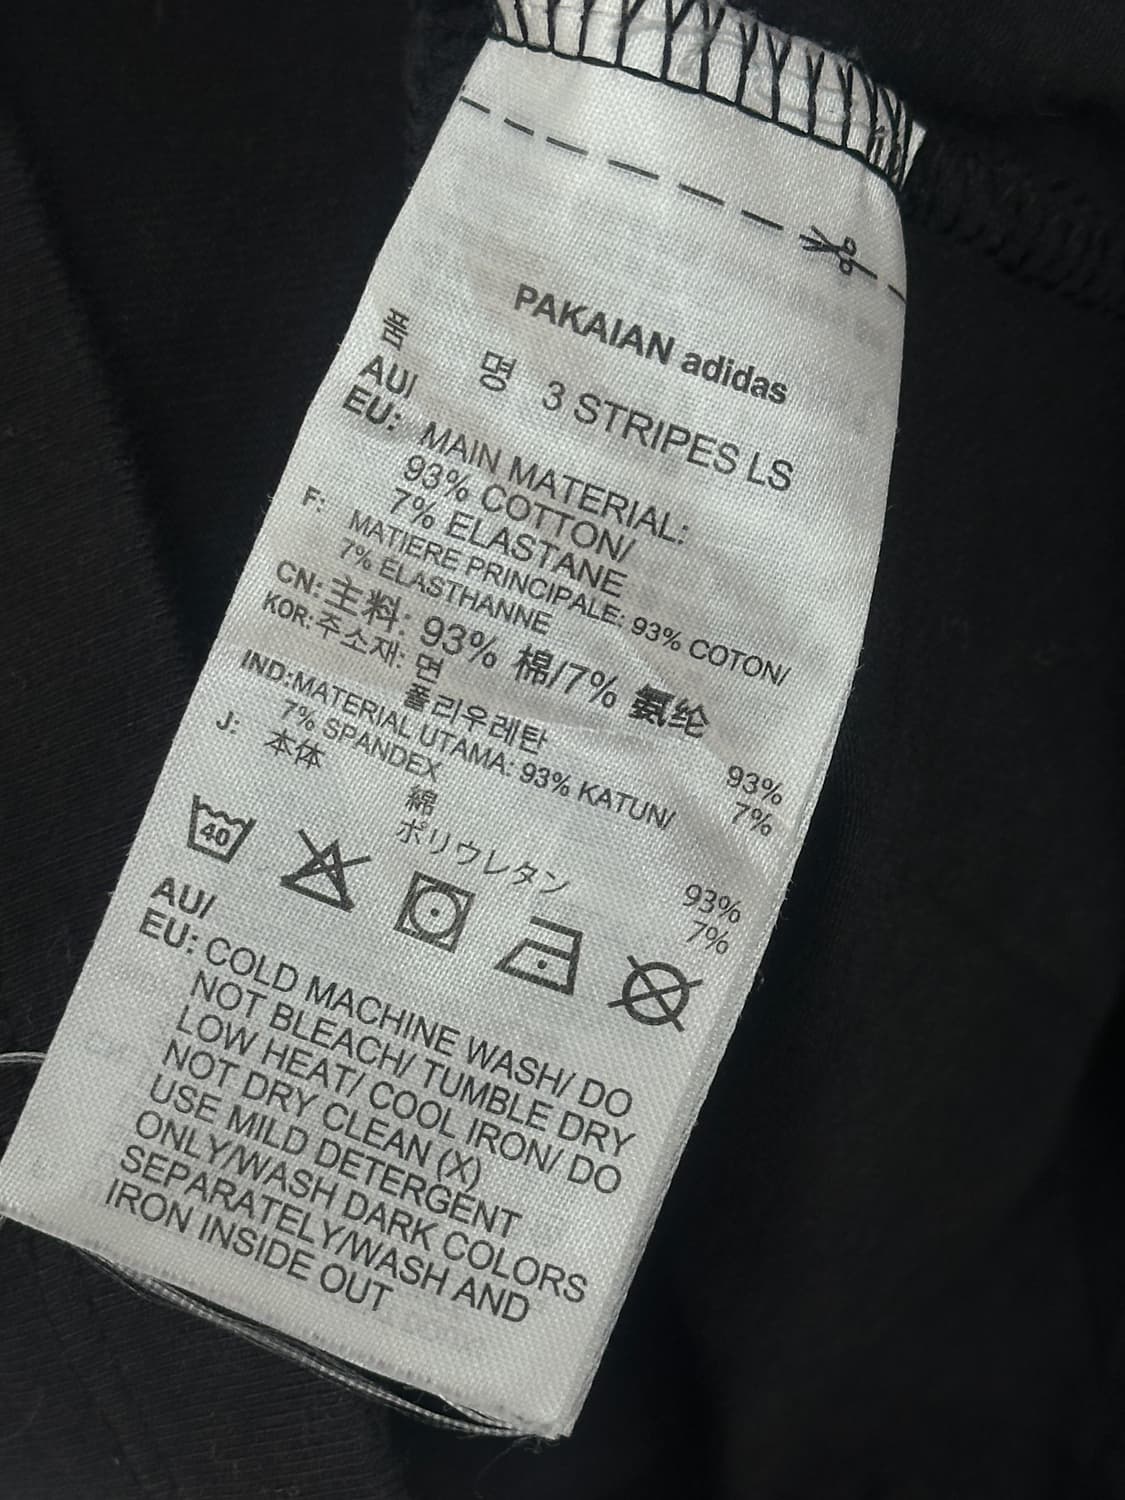 PAKAIAN adidas
품 명 3 STRIPES LS
AU/
EU: MAIN MATERIAL:
93% COTTON/
7% ELASTANE
F: MATIERE PRINCIPALE: 93% COTON/
7% ELASTHANNE
CN: 主料: 93% 棉/7% 氨纶
KOR: 주소재: 면 93%
폴리우레탄 7%
IND: MATERIAL UTAMA: 93% KATUN/
7% SPANDEX
J: 本体 綿 93%
ポリウレタン 7%
40
AU/
EU: COLD MACHINE WASH/ DO
NOT BLEACH/ TUMBLE DRY
LOW HEAT/ COOL IRON/ DO
NOT DRY CLEAN (X)
USE MILD DETERGENT
ONLY/WASH DARK COLORS
SEPARATELY/WASH AND
IRON INSIDE OUT